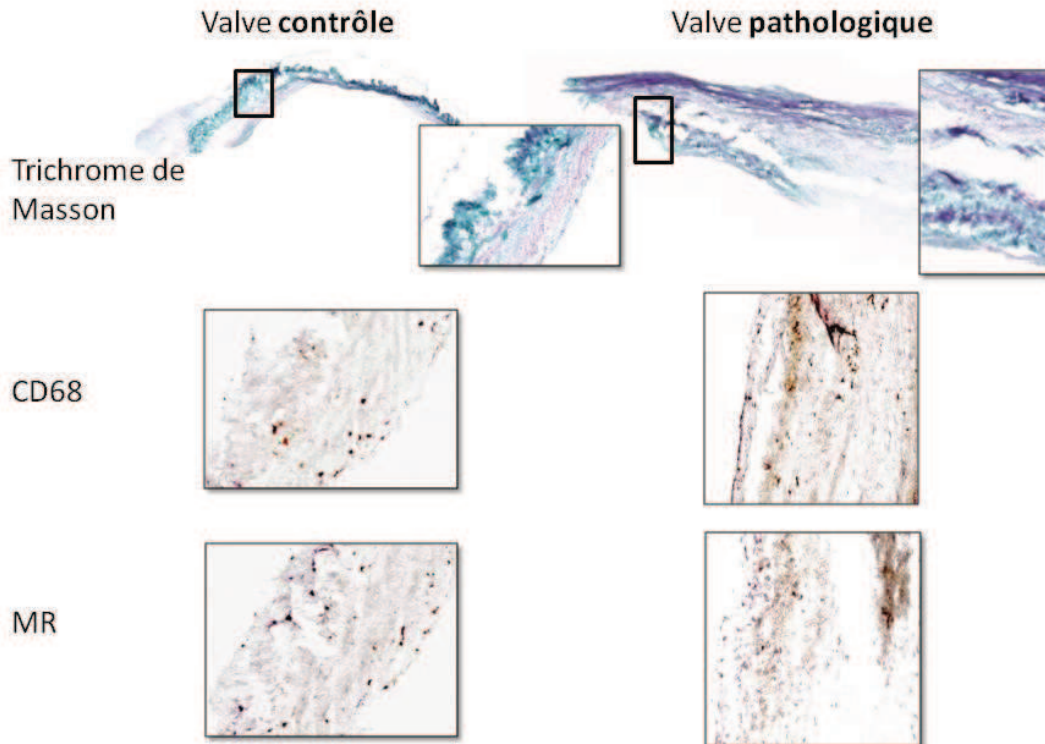 Valve contrôle
Valve pathologique
Trichrome de
Masson
CD68
MR